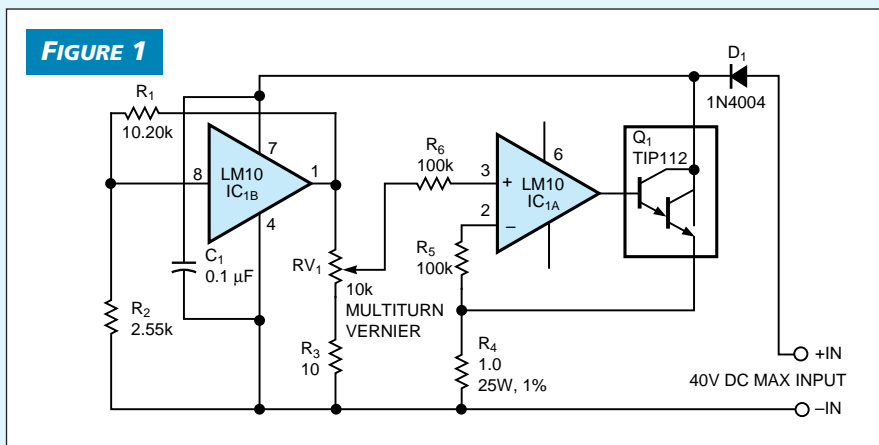 FIGURE 1
D₁
1N4004
R₁
10.20k
8
7
LM10
IC₁B
1
4
C₁
0.1 µF
R₂
2.55k
RV₁
10k
MULTITURN
VERNIER
R₃
10
R₆
100k
3
+
6
LM10
IC₁A
2
–
R₅
100k
Q₁
TIP112
R₄
1.0
25W, 1%
+IN
40V DC MAX INPUT
–IN